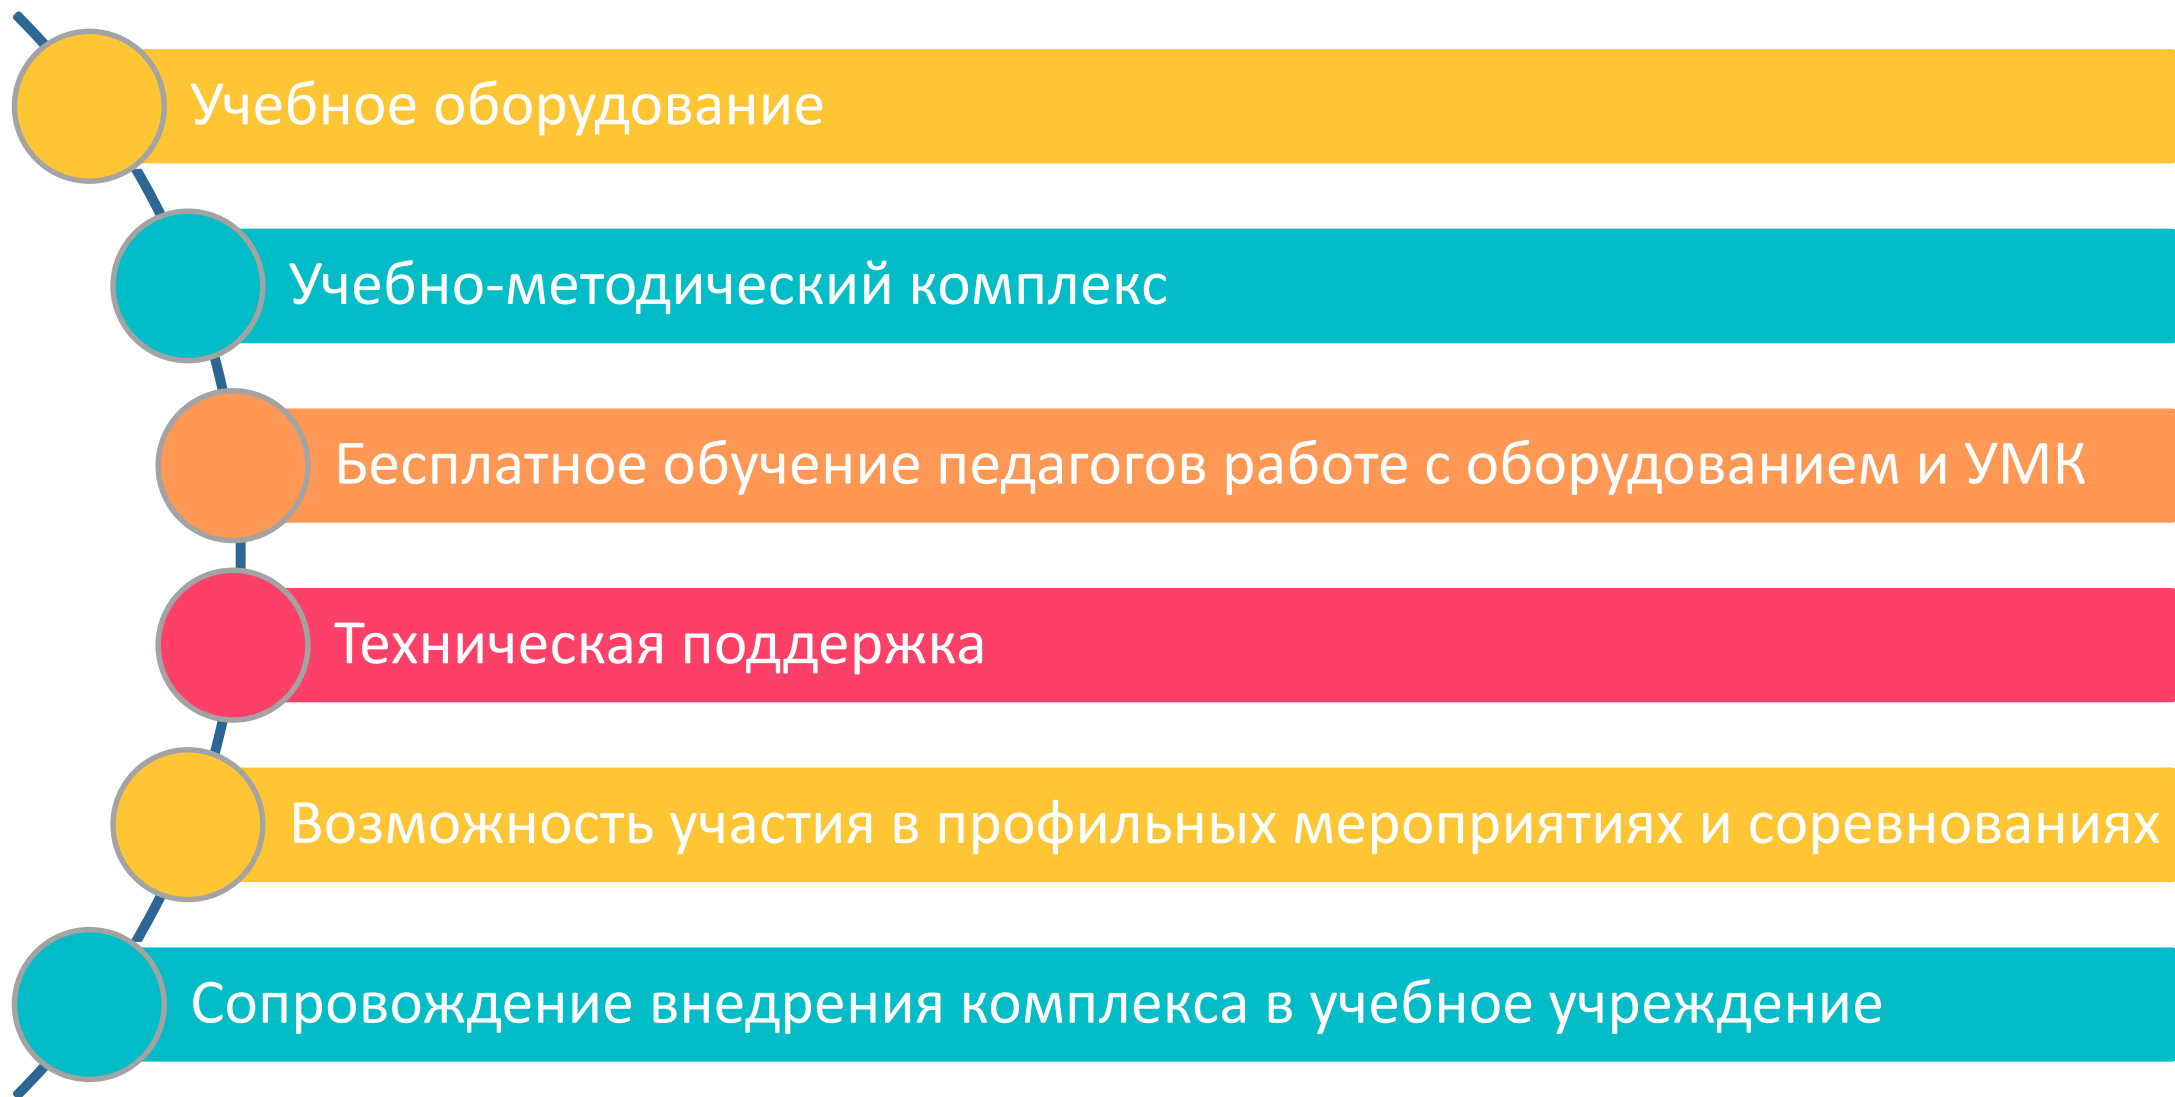 Учебное оборудование
Учебно-методический комплекс
Бесплатное обучение педагогов работе с оборудованием и УМК
Техническая поддержка
Возможность участия в профильных мероприятиях и соревнованиях
Сопровождение внедрения комплекса в учебное учреждение